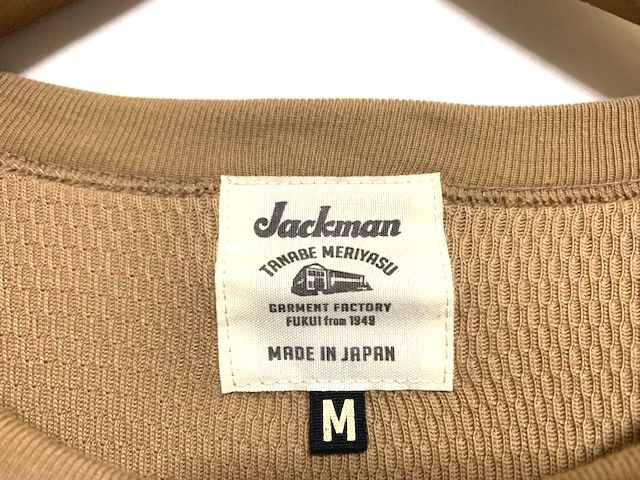 Jackman
TANABE MERIYASU
GARMENT FACTORY
FUKUI from 1949
MADE IN JAPAN
M